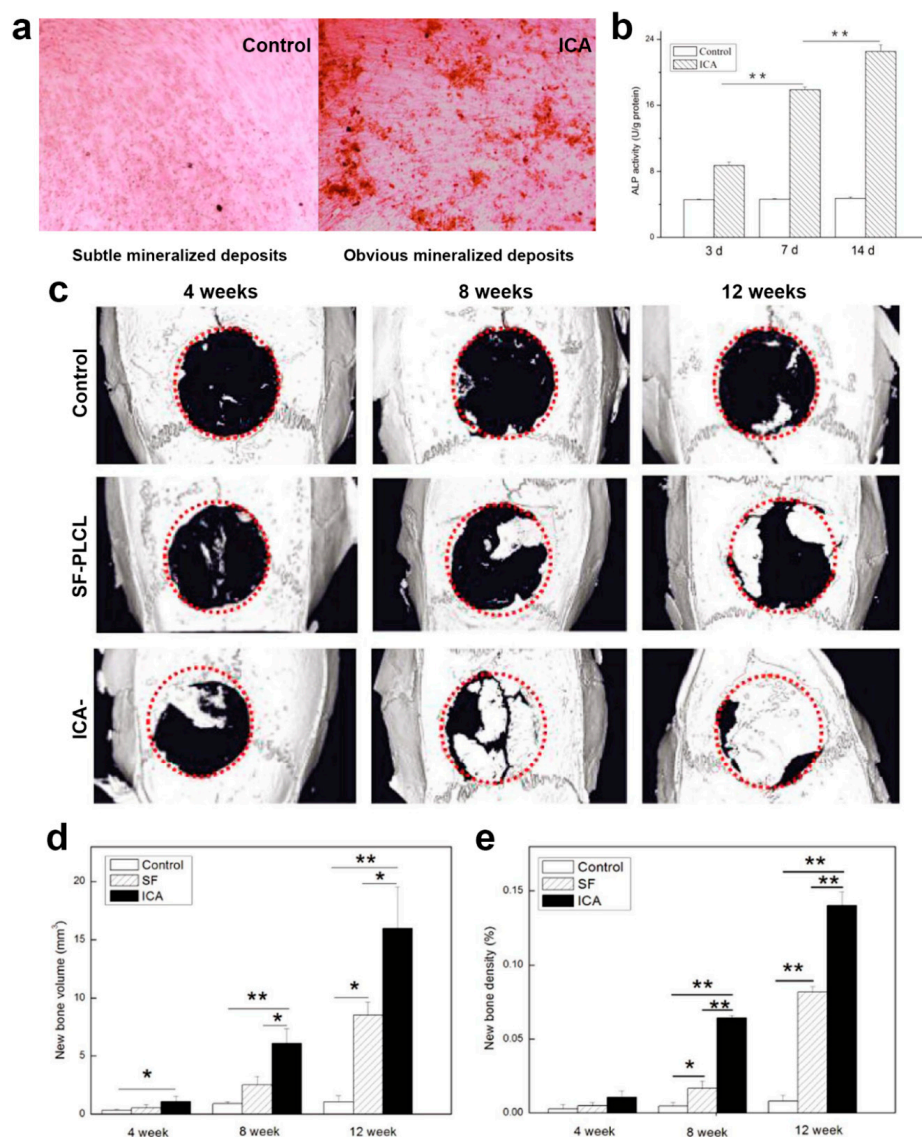 a
Control
ICA
Subtle mineralized deposits
Obvious mineralized deposits
b
ALP activity (U/g protein)
24
16
8
0
Control
ICA
**
**
3 d
7 d
14 d
c
4 weeks
8 weeks
12 weeks
Control
SF-PLCL
ICA-
d
New bone volume (mm³)
20
15
10
5
0
Control
SF
ICA
*
**
*
**
*
*
4 week
8 week
12 week
e
New bone density (%)
0.15
0.10
0.05
0.00
Control
SF
ICA
**
**
*
**
**
**
4 week
8 week
12 week